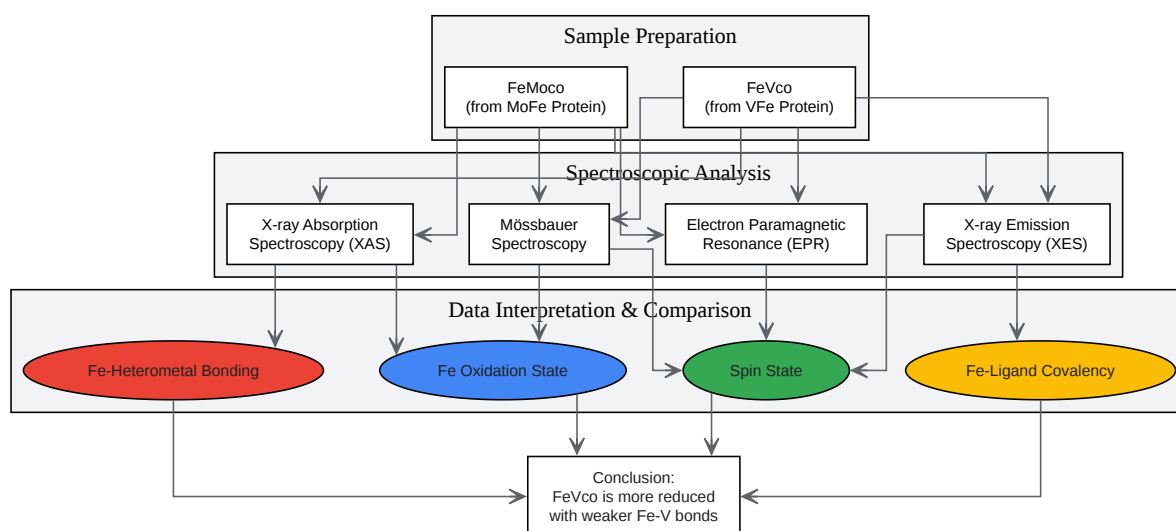 Sample Preparation
FeMoco
(from MoFe Protein)
FeVco
(from VFe Protein)
Spectroscopic Analysis
X-ray Absorption
Spectroscopy (XAS)
Mössbauer
Spectroscopy
Electron Paramagnetic
Resonance (EPR)
X-ray Emission
Spectroscopy (XES)
Data Interpretation & Comparison
Fe-Heterometal Bonding
Fe Oxidation State
Spin State
Fe-Ligand Covalency
Conclusion:
FeVco is more reduced
with weaker Fe-V bonds